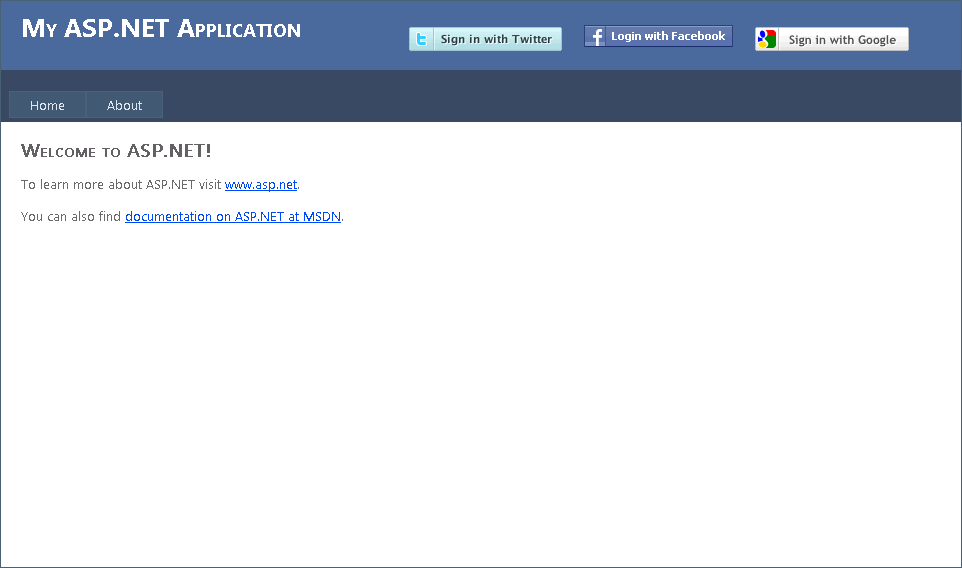 My ASP.NET Application
Sign in with Twitter
Login with Facebook
Sign in with Google
Home
About
Welcome to ASP.NET!
To learn more about ASP.NET visit www.asp.net.
You can also find documentation on ASP.NET at MSDN.